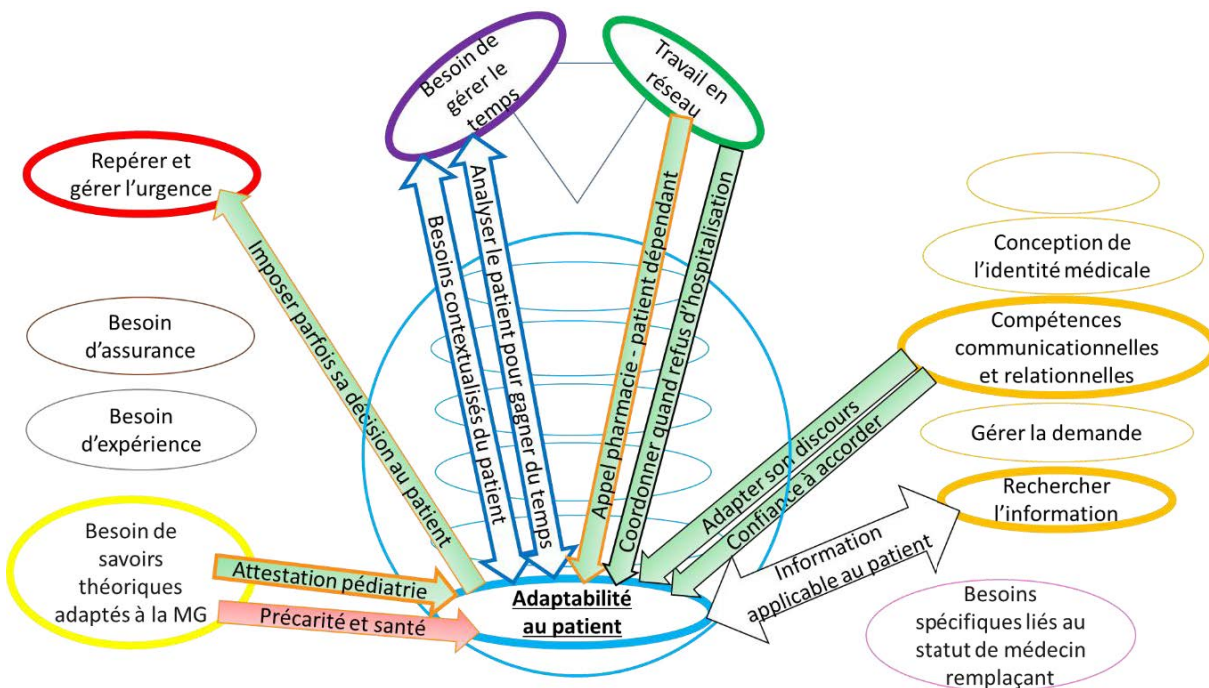 Besoin de
gérer le
temps
Travail en
réseau
Repérer et
gérer l'urgence
Conception de
l'identité médicale
Besoin
d'assurance
Compétences
communicationnelles
et relationnelles
Besoin
d'expérience
Gérer la demande
Rechercher
l'information
Besoin de
savoirs
théoriques
adaptés à la MG
Imposer parfois sa décision au patient
Besoins contextualisés du patient
Analyser le patient pour gagner du temps
Appel pharmacie - patient dépendant
Coordonner quand refus d'hospitalisation
Adapter son discours
Confiance à accorder
Information
applicable au patient
Attestation pédiatrie
Précarité et santé
Adaptabilité
au patient
Besoins
spécifiques liés au
statut de médecin
remplaçant